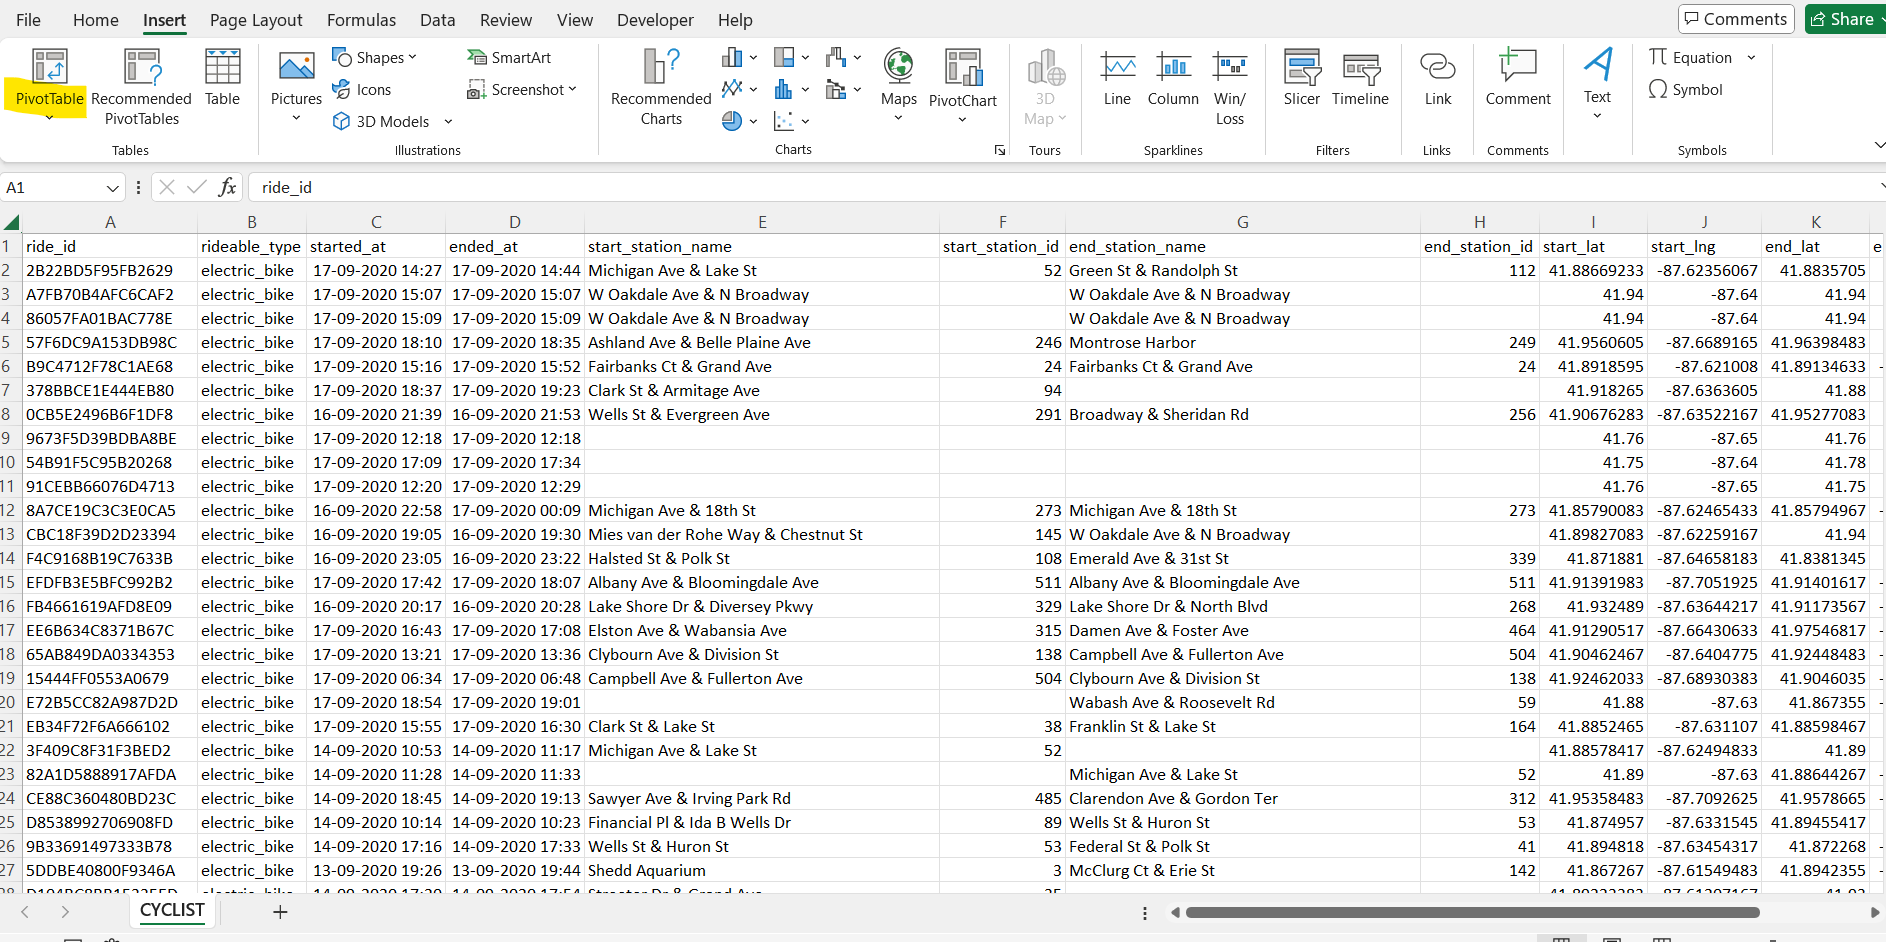 File Home Insert Page Layout Formulas Data Review View Developer Help Comments Share
PivotTable
Recommended PivotTables
Table
Tables
Pictures
Shapes
Icons
3D Models
SmartArt
Screenshot
Illustrations
Recommended Charts
Maps
PivotChart
Charts
3D Map
Tours
Line
Column
Win/Loss
Sparklines
Slicer
Timeline
Filters
Link
Links
Comment
Comments
Text
Equation
Symbol
Symbols
A1 fx ride_id
A B C D E F G H I J K
1 ride_id rideable_type started_at ended_at start_station_name start_station_id end_station_name end_station_id start_lat start_lng end_lat e
2 2B22BD5F95FB2629 electric_bike 17-09-2020 14:27 17-09-2020 14:44 Michigan Ave & Lake St 52 Green St & Randolph St 112 41.88669233 -87.62356067 41.8835705
3 A7FB70B4AFC6CAF2 electric_bike 17-09-2020 15:07 17-09-2020 15:07 W Oakdale Ave & N Broadway W Oakdale Ave & N Broadway 41.94 -87.64 41.94
4 86057FA01BAC778E electric_bike 17-09-2020 15:09 17-09-2020 15:09 W Oakdale Ave & N Broadway W Oakdale Ave & N Broadway 41.94 -87.64 41.94
5 57F6DC9A153DB98C electric_bike 17-09-2020 18:10 17-09-2020 18:35 Ashland Ave & Belle Plaine Ave 246 Montrose Harbor 249 41.9560605 -87.6689165 41.96398483
6 B9C4712F78C1AE68 electric_bike 17-09-2020 15:16 17-09-2020 15:52 Fairbanks Ct & Grand Ave 24 Fairbanks Ct & Grand Ave 24 41.8918595 -87.621008 41.89134633
7 378BBCE1E444EB80 electric_bike 17-09-2020 18:37 17-09-2020 19:23 Clark St & Armitage Ave 94 41.918265 -87.6363605 41.88
8 0CB5E2496B6F1DF8 electric_bike 16-09-2020 21:39 16-09-2020 21:53 Wells St & Evergreen Ave 291 Broadway & Sheridan Rd 256 41.90676283 -87.63522167 41.95277083
9 9673F5D39BDBA8BE electric_bike 17-09-2020 12:18 17-09-2020 12:18 41.76 -87.65 41.76
10 54B91F5C95B20268 electric_bike 17-09-2020 17:09 17-09-2020 17:34 41.75 -87.64 41.78
11 91CEBB66076D4713 electric_bike 17-09-2020 12:20 17-09-2020 12:29 41.76 -87.65 41.75
12 8A7CE19C3C3E0CA5 electric_bike 16-09-2020 22:58 17-09-2020 00:09 Michigan Ave & 18th St 273 Michigan Ave & 18th St 273 41.85790083 -87.62465433 41.85794967
13 CBC18F39D2D23394 electric_bike 16-09-2020 19:05 16-09-2020 19:30 Mies van der Rohe Way & Chestnut St 145 W Oakdale Ave & N Broadway 41.89827083 -87.62259167 41.94
14 F4C9168B19C7633B electric_bike 16-09-2020 23:05 16-09-2020 23:22 Halsted St & Polk St 108 Emerald Ave & 31st St 339 41.871881 -87.64658183 41.8381345
15 EFDFB3E5BFC992B2 electric_bike 17-09-2020 17:42 17-09-2020 18:07 Albany Ave & Bloomingdale Ave 511 Albany Ave & Bloomingdale Ave 511 41.91391983 -87.7051925 41.91401617
16 FB4661619AFD8E09 electric_bike 16-09-2020 20:17 16-09-2020 20:28 Lake Shore Dr & Diversey Pkwy 329 Lake Shore Dr & North Blvd 268 41.932489 -87.63644217 41.91173567
17 EE6B634C8371B67C electric_bike 17-09-2020 16:43 17-09-2020 17:08 Elston Ave & Wabansia Ave 315 Damen Ave & Foster Ave 464 41.91290517 -87.66430633 41.97546817
18 65AB849DA0334353 electric_bike 17-09-2020 13:21 17-09-2020 13:36 Clybourn Ave & Division St 138 Campbell Ave & Fullerton Ave 504 41.90462467 -87.6404775 41.92448483
19 15444FF0553A0679 electric_bike 17-09-2020 06:34 17-09-2020 06:48 Campbell Ave & Fullerton Ave 504 Clybourn Ave & Division St 138 41.92462033 -87.68930383 41.9046035
20 E72B5CC82A987D2D electric_bike 17-09-2020 18:54 17-09-2020 19:01 Wabash Ave & Roosevelt Rd 59 41.88 -87.63 41.867355
21 EB34F72F6A666102 electric_bike 17-09-2020 15:55 17-09-2020 16:30 Clark St & Lake St 38 Franklin St & Lake St 164 41.8852465 -87.631107 41.88598467
22 3F409C8F31F3BED2 electric_bike 14-09-2020 10:53 14-09-2020 11:17 Michigan Ave & Lake St 52 41.88578417 -87.62494833 41.89
23 82A1D5888917AFDA electric_bike 14-09-2020 11:28 14-09-2020 11:33 Michigan Ave & Lake St 52 41.89 -87.63 41.88644267
24 CE88C360480BD23C electric_bike 14-09-2020 18:45 14-09-2020 19:13 Sawyer Ave & Irving Park Rd 485 Clarendon Ave & Gordon Ter 312 41.95358483 -87.7092625 41.9578665
25 D8538992706908FD electric_bike 14-09-2020 10:14 14-09-2020 10:23 Financial Pl & Ida B Wells Dr 89 Wells St & Huron St 53 41.874957 -87.6331545 41.89455417
26 9B33691497333B78 electric_bike 14-09-2020 17:16 14-09-2020 17:33 Wells St & Huron St 53 Federal St & Polk St 41 41.894818 -87.63454317 41.872268
27 5DDBE40800F9346A electric_bike 13-09-2020 19:26 13-09-2020 19:44 Shedd Aquarium 3 McClurg Ct & Erie St 142 41.867267 -87.61549483 41.8942355
CYCLIST